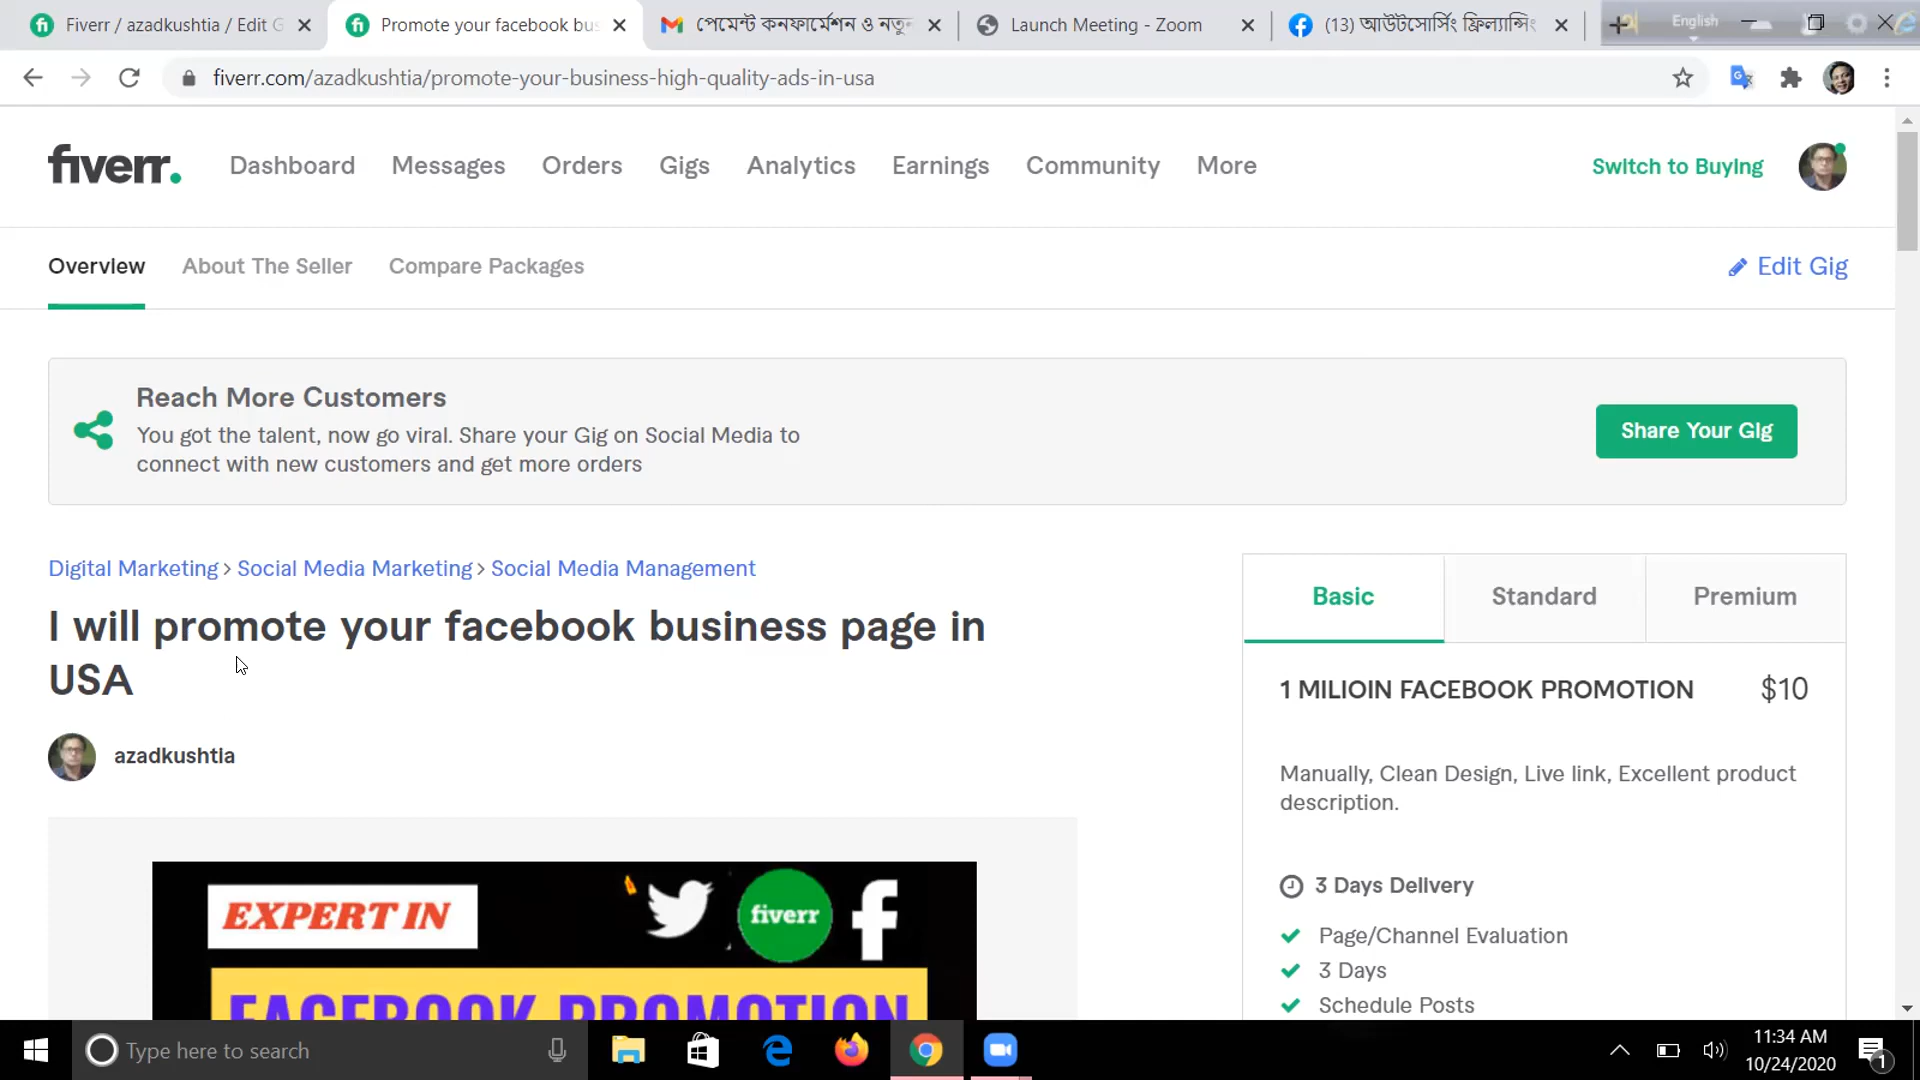 Fiverr / azadkushtia / Edit G
Promote your facebook bus
পেমেন্ট কনফার্মেশন ও নতুন
Launch Meeting - Zoom
(13) আউটসোর্সিং ফ্রিল্যান্সিং
English
fiverr.com/azadkushtia/promote-your-business-high-quality-ads-in-usa
fiverr.
Dashboard
Messages
Orders
Gigs
Analytics
Earnings
Community
More
Switch to Buying
Overview
About The Seller
Compare Packages
Edit Gig
Reach More Customers
You got the talent, now go viral. Share your Gig on Social Media to
connect with new customers and get more orders
Share Your Gig
Digital Marketing › Social Media Marketing › Social Media Management
I will promote your facebook business page in
USA
azadkushtia
EXPERT IN
fiverr
FACEBOOK PROMOTION
Basic
Standard
Premium
1 MILIOIN FACEBOOK PROMOTION
$10
Manually, Clean Design, Live link, Excellent product
description.
3 Days Delivery
Page/Channel Evaluation
3 Days
Schedule Posts
Type here to search
11:34 AM
10/24/2020
1